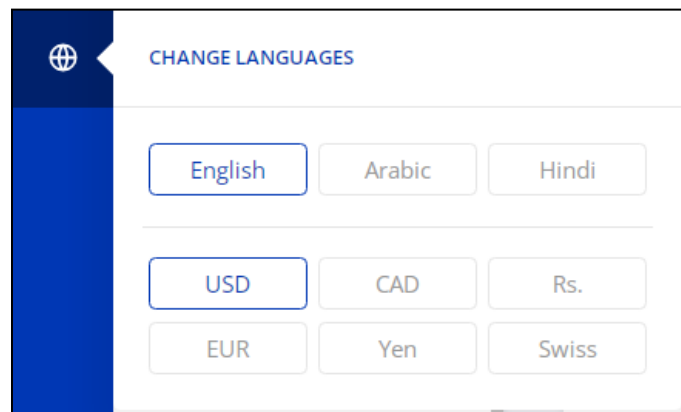 CHANGE LANGUAGES
English Arabic Hindi
USD CAD Rs.
EUR Yen Swiss